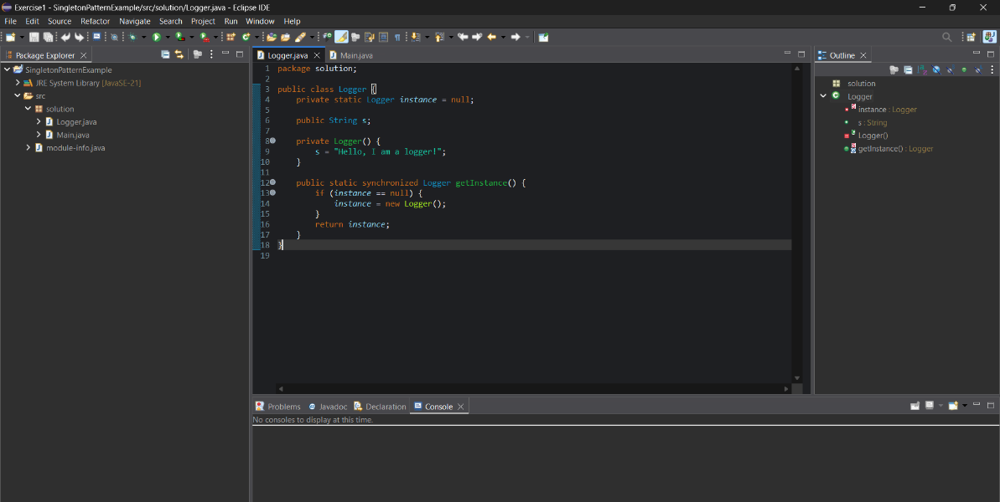 Exercise1 - SingletonPatternExample/src/solution/Logger.java - Eclipse IDE
File Edit Source Refactor Navigate Search Project Run Window Help
Package Explorer
SingletonPatternExample
JRE System Library [JavaSE-21]
src
solution
Logger.java
Main.java
module-info.java
Logger.java Main.java
1 package solution;
2
3 public class Logger {
4 private static Logger instance = null;
5
6 public String s;
7
8 private Logger() {
9 s = "Hello, I am a logger!";
10 }
11
12 public static synchronized Logger getInstance() {
13 if (instance == null) {
14 instance = new Logger();
15 }
16 return instance;
17 }
18 }
19
Outline
solution
Logger
instance : Logger
s : String
Logger()
getInstance() : Logger
Problems Javadoc Declaration Console
No consoles to display at this time.